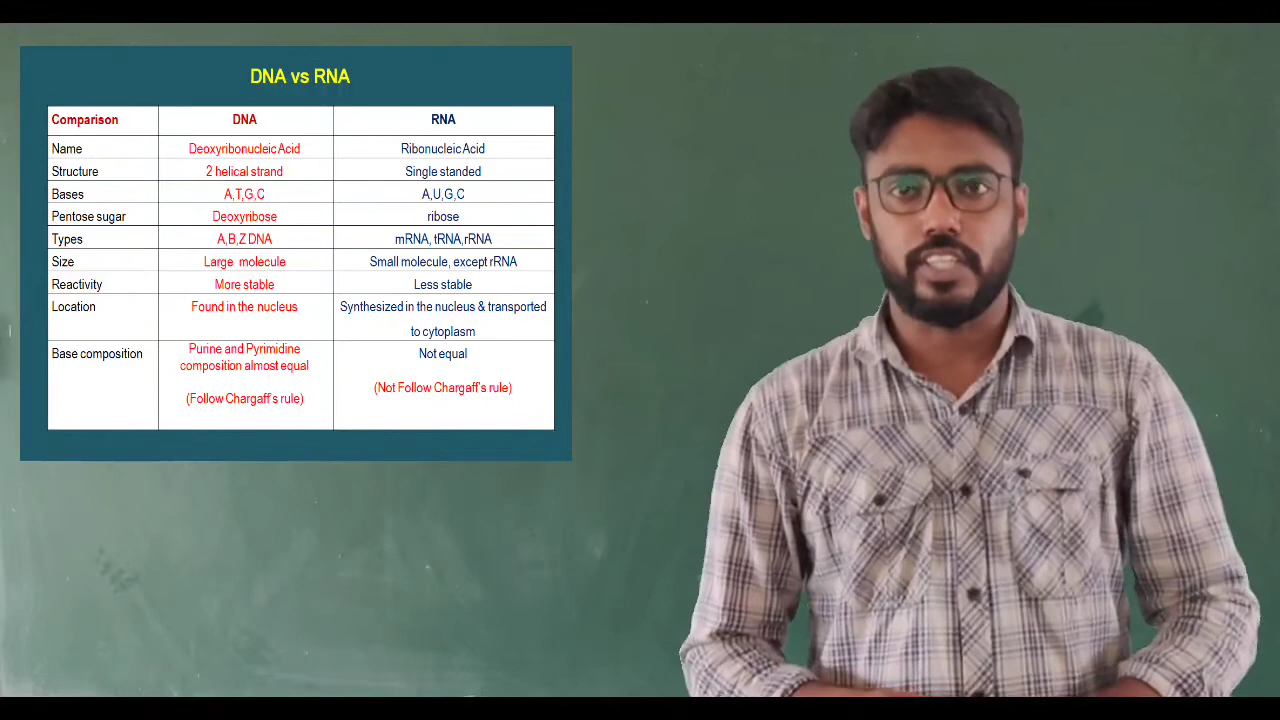 DNA vs RNA
Comparison DNA RNA
Name Deoxyribonucleic Acid Ribonucleic Acid
Structure 2 helical strand Single standed
Bases A,T,G,C A,U,G,C
Pentose sugar Deoxyribose ribose
Types A,B,Z DNA mRNA, tRNA,rRNA
Size Large molecule Small molecule, except rRNA
Reactivity More stable Less stable
Location Found in the nucleus Synthesized in the nucleus & transported
to cytoplasm
Base composition Purine and Pyrimidine Not equal
composition almost equal
(Follow Chargaff's rule) (Not Follow Chargaff's rule)